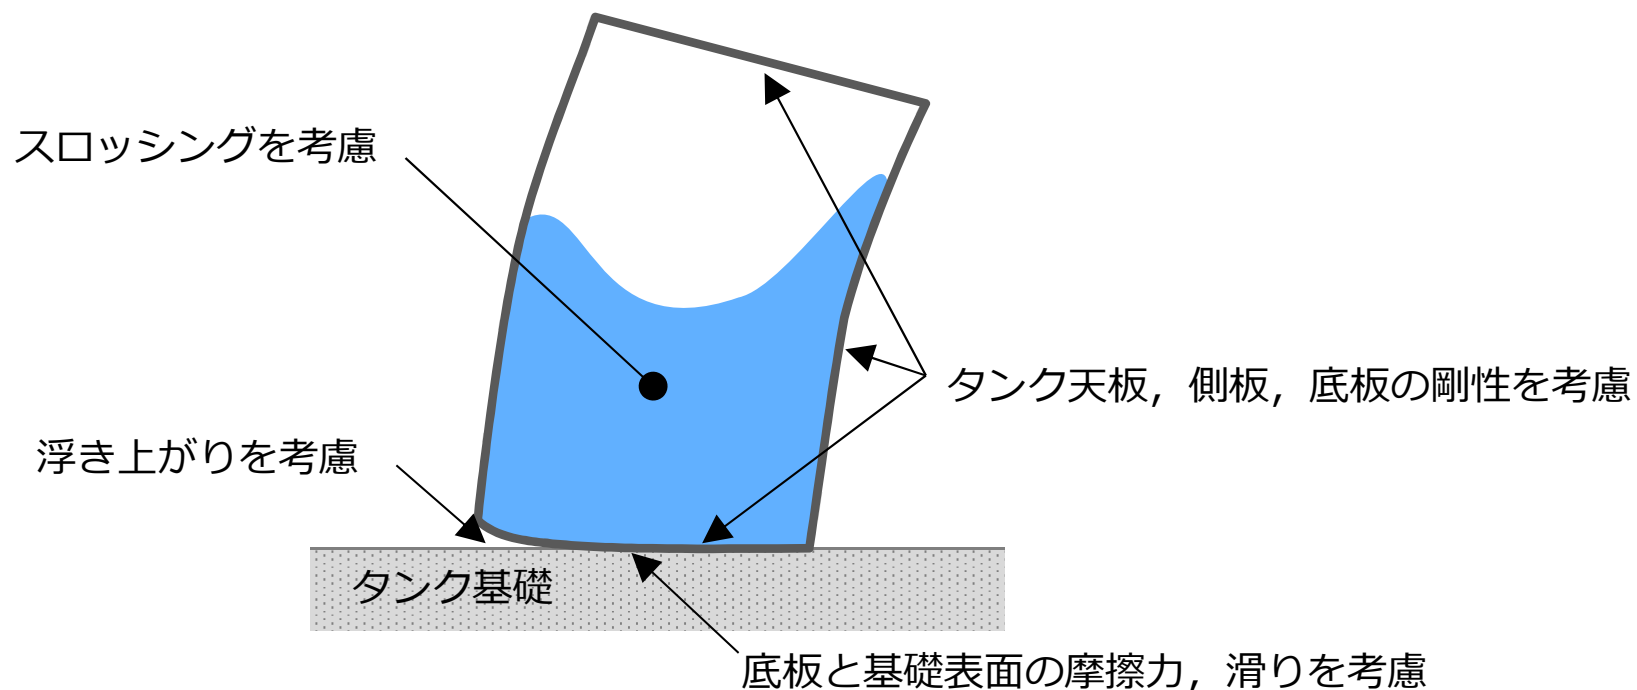 スロッシングを考慮
タンク天板，側板，底板の剛性を考慮
浮き上がりを考慮
タンク基礎
底板と基礎表面の摩擦力，滑りを考慮